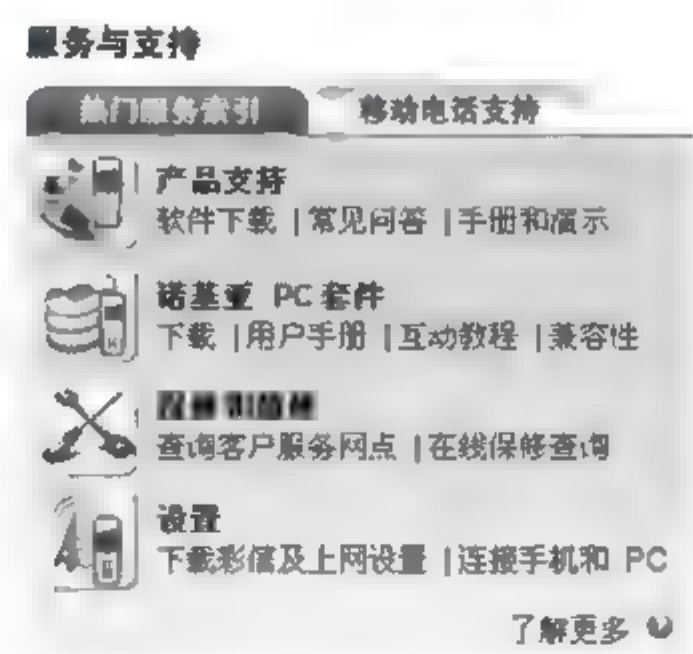 服务与支持
热门服务索引 移动电话支持
产品支持
软件下载 | 常见问答 | 手册和演示
诺基亚 PC 套件
下载 | 用户手册 | 互动教程 | 兼容性
查询客户服务网点 | 在线保修查询
设置
下载彩信及上网设置 | 连接手机和 PC
了解更多